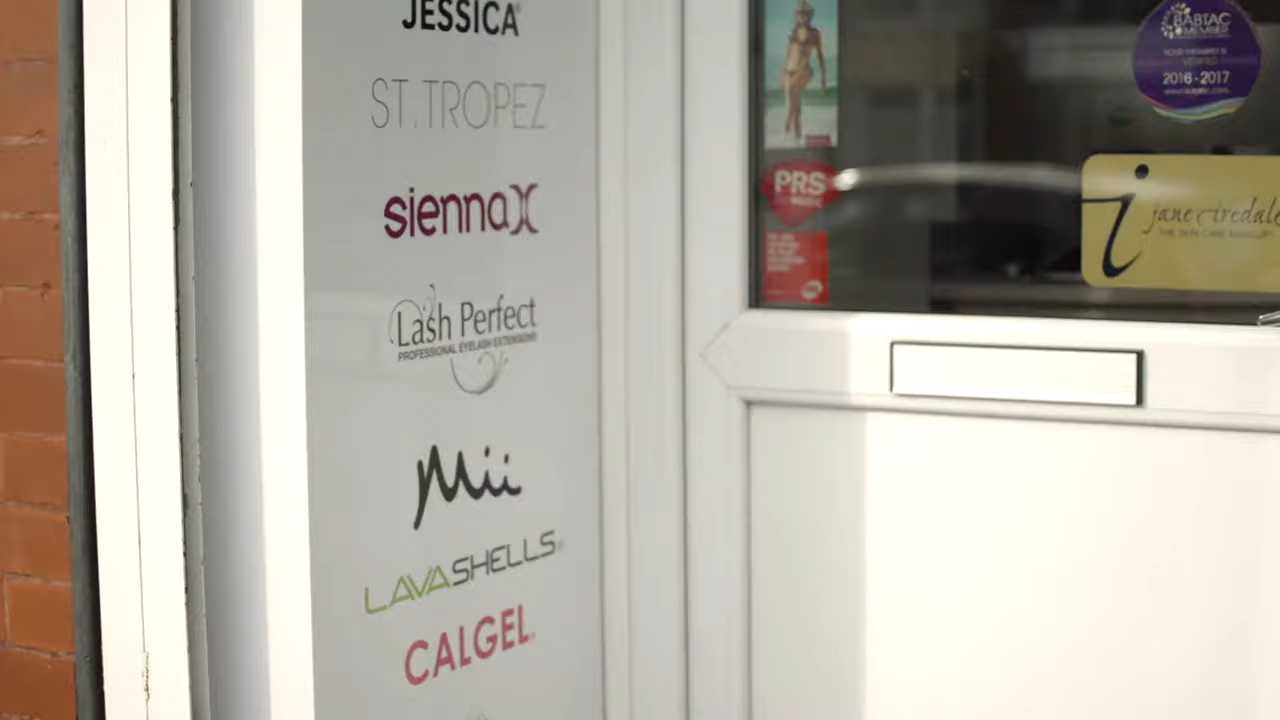 JESSICA
ST.TROPEZ
siennaX
Lash Perfect
PROFESSIONAL EYELASH EXTENSIONS
Mii
LAVASHELLS
CALGEL
BABTAC
MEMBER
2016-2017
PRS
jane iredale
THE SKIN CARE MAKEUP